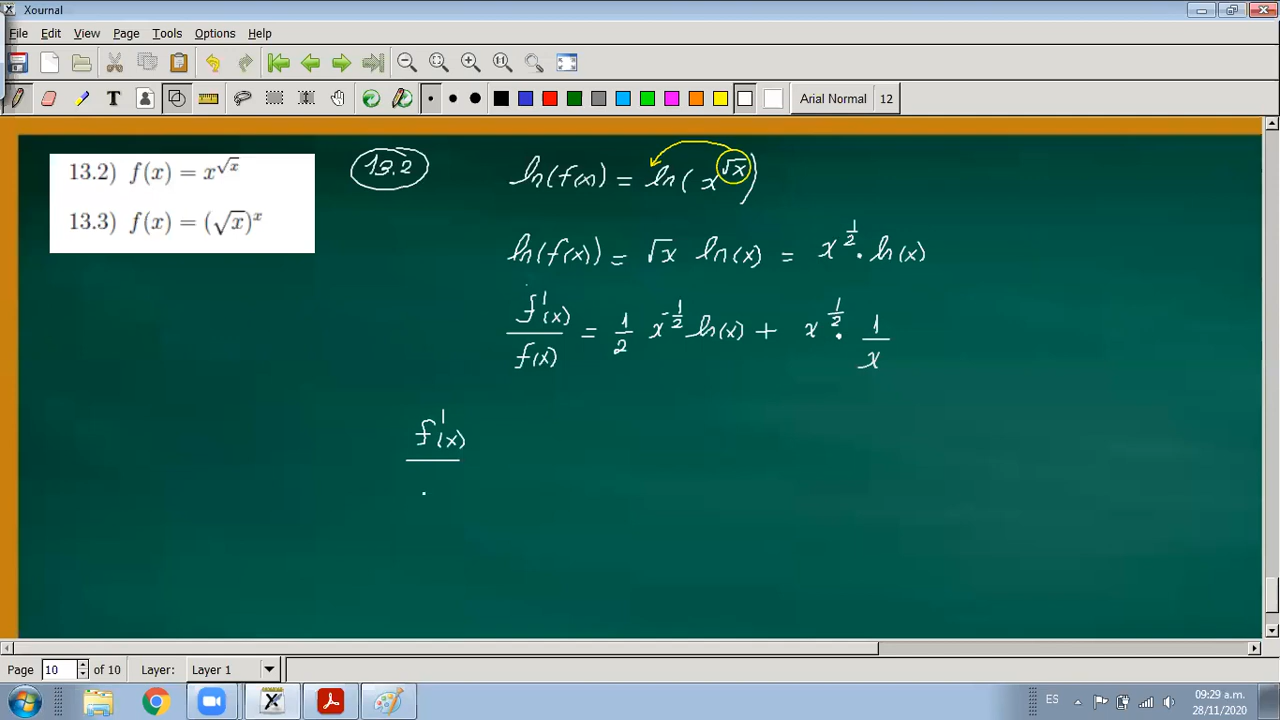 Xournal
File Edit View Page Tools Options Help
Arial Normal 12
13.2) f(x) = x^√x
13.3) f(x) = (√x)^x
13.2
ln(f(x)) = ln(x^√x)
ln(f(x)) = √x ln(x) = x^(1/2) · ln(x)
f'(x)/f(x) = 1/2 x^(-1/2) ln(x) + x^(1/2) · 1/x
f'(x)
Page 10 of 10 Layer: Layer 1
ES 09:29 a.m.
28/11/2020